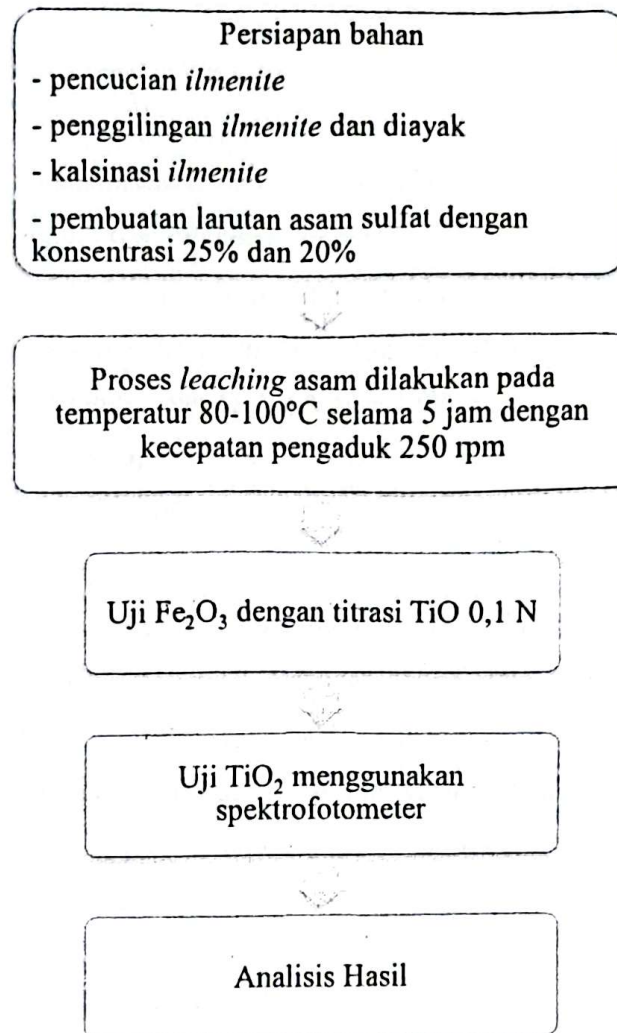 Persiapan bahan
- pencucian ilmenite
- penggilingan ilmenite dan diayak
- kalsinasi ilmenite
- pembuatan larutan asam sulfat dengan
konsentrasi 25% dan 20%
Proses leaching asam dilakukan pada
temperatur 80-100°C selama 5 jam dengan
kecepatan pengaduk 250 rpm
Uji Fe₂O₃ dengan titrasi TiO 0,1 N
Uji TiO₂ menggunakan
spektrofotometer
Analisis Hasil